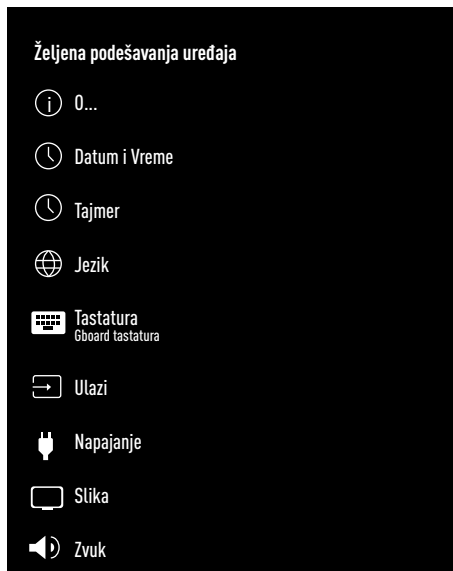 Željena podešavanja uređaja
O...
Datum i Vreme
Tajmer
Jezik
Tastatura
Gboard tastatura
Ulazi
Napajanje
Slika
Zvuk